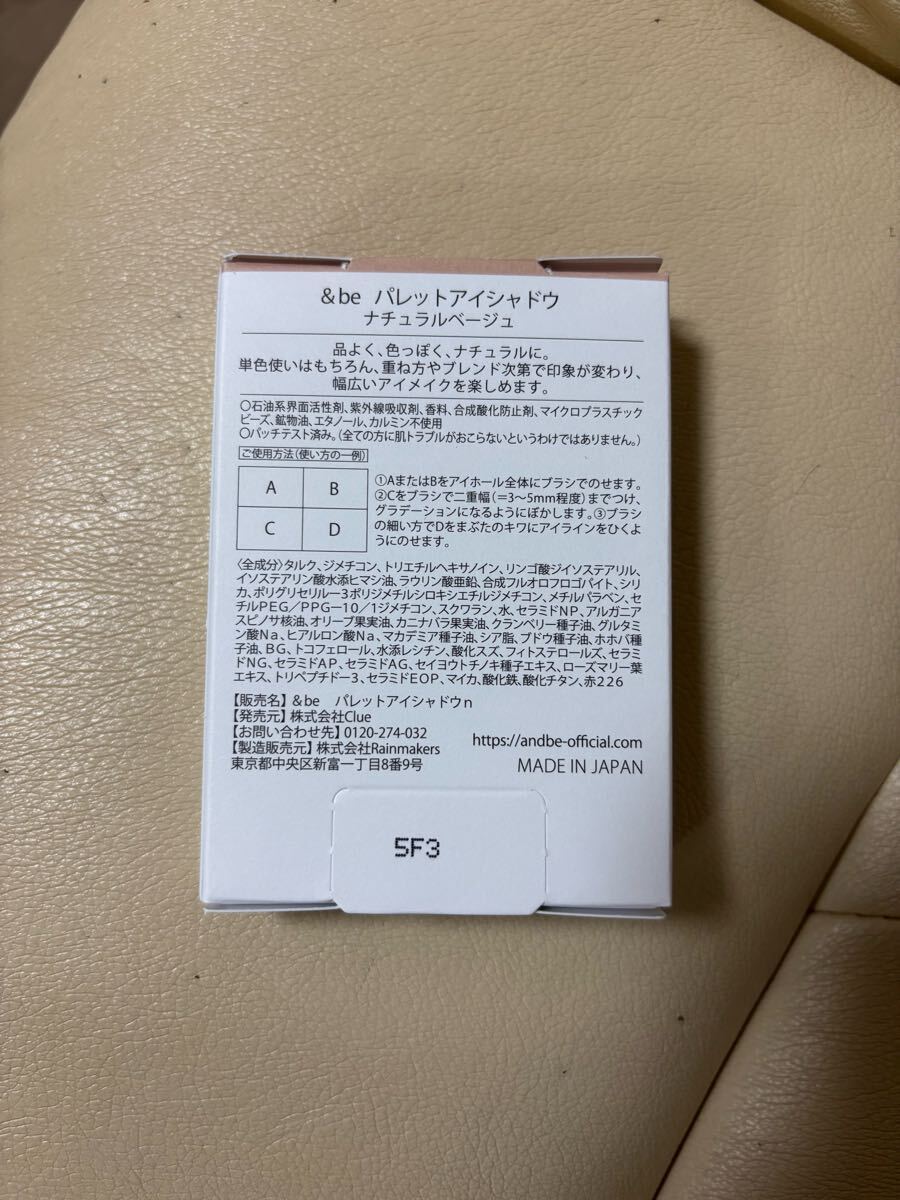 &be パレットアイシャドウ
ナチュラルベージュ
品よく、色っぽく、ナチュラルに。
単色使いはもちろん、重ね方やブレンド次第で印象が変わり、
幅広いアイメイクを楽しめます。
○石油系界面活性剤、紫外線吸収剤、香料、合成酸化防止剤、マイクロプラスチック
ビーズ、鉱物油、エタノール、カルミン不使用
○パッチテスト済み。（全ての方に肌トラブルがおこらないというわけではありません。）
ご使用方法（使い方の一例）
A B
C D
①AまたはBをアイホール全体にブラシでのせます。
②Cをブラシで二重幅（＝3～5mm程度）までつけ、
グラデーションになるようにぼかします。③ブラシ
の細い方でDをまぶたのキワにアイラインをひくよ
うにのせます。
〈全成分〉タルク、ジメチコン、トリエチルヘキサノイン、リンゴ酸ジイソステアリル、
イソステアリン酸水添ヒマシ油、ラウリン酸亜鉛、合成フルオロフロゴパイト、シリ
カ、ポリグリセリルー3ポリジメチルシロキシエチルジメチコン、メチルパラベン、セ
チルPEG／PPGー10／1ジメチコン、スクワラン、水、セラミドNP、アルガニア
スピノサ核油、オリーブ果実油、カニナバラ果実油、クランベリー種子油、グルタミ
ン酸Na、ヒアルロン酸Na、マカデミア種子油、シア脂、ブドウ種子油、ホホバ種
子油、BG、トコフェロール、水添レシチン、酸化スズ、フィトステロールズ、セラミ
ドNG、セラミドAP、セラミドAG、セイヨウトチノキ種子エキス、ローズマリー葉
エキス、トリペプチドー3、セラミドEOP、マイカ、酸化鉄、酸化チタン、赤226
【販売名】&be パレットアイシャドウn
【発売元】株式会社Clue
【お問い合わせ先】0120-274-032
【製造販売元】株式会社Rainmakers
東京都中央区新富一丁目8番9号
https://andbe-official.com
MADE IN JAPAN
5F3